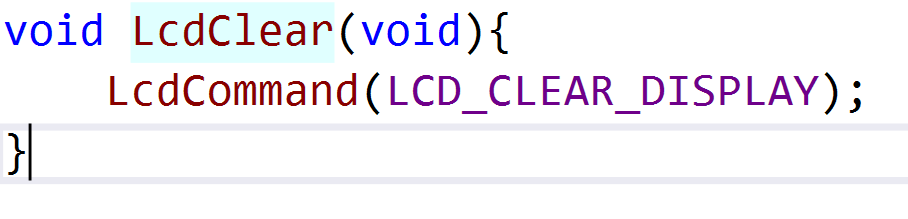 void LcdClear(void){
    LcdCommand(LCD_CLEAR_DISPLAY);
}